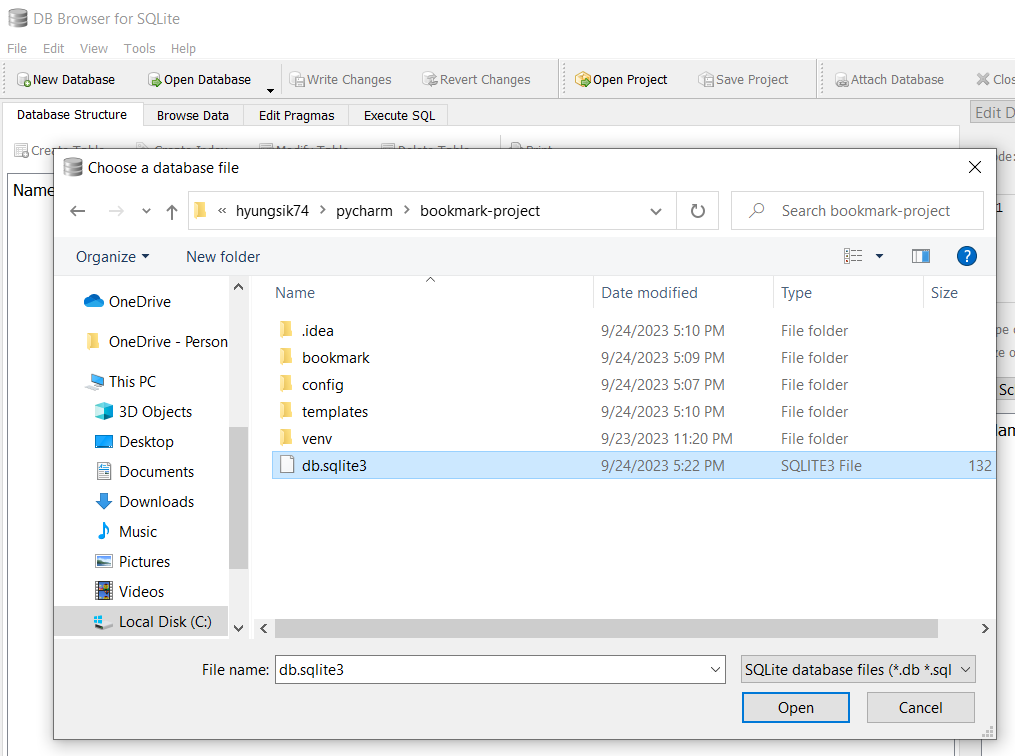 DB Browser for SQLite
File Edit View Tools Help
New Database Open Database Write Changes Revert Changes Open Project Save Project Attach Database Clos
Database Structure Browse Data Edit Pragmas Execute SQL
Edit D
Name
Choose a database file
« hyungsik74 > pycharm > bookmark-project
Search bookmark-project
Organize New folder
Name Date modified Type Size
OneDrive
OneDrive - Person
This PC
3D Objects
Desktop
Documents
Downloads
Music
Pictures
Videos
Local Disk (C:)
.idea 9/24/2023 5:10 PM File folder
bookmark 9/24/2023 5:09 PM File folder
config 9/24/2023 5:07 PM File folder
templates 9/24/2023 5:10 PM File folder
venv 9/23/2023 11:20 PM File folder
db.sqlite3 9/24/2023 5:22 PM SQLITE3 File 132
File name: db.sqlite3 SQLite database files (*.db *.sql
Open Cancel